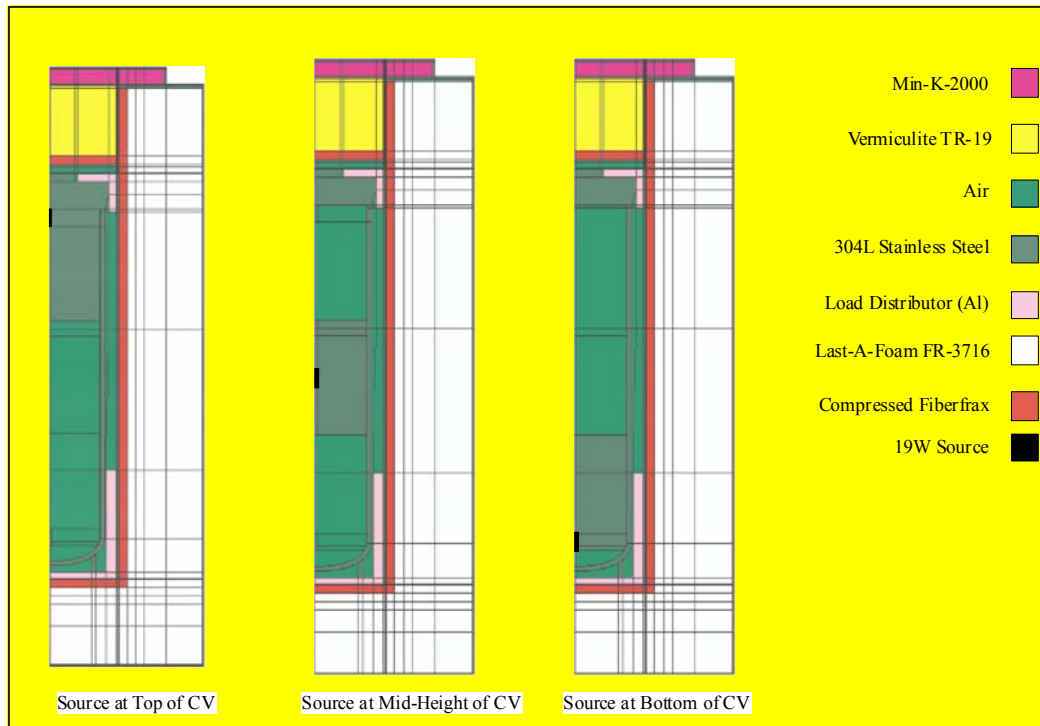 Min-K-2000
Vermiculite TR-19
Air
304L Stainless Steel
Load Distributor (Al)
Last-A-Foam FR-3716
Compressed Fiberfrax
19W Source
Source at Top of CV
Source at Mid-Height of CV
Source at Bottom of CV